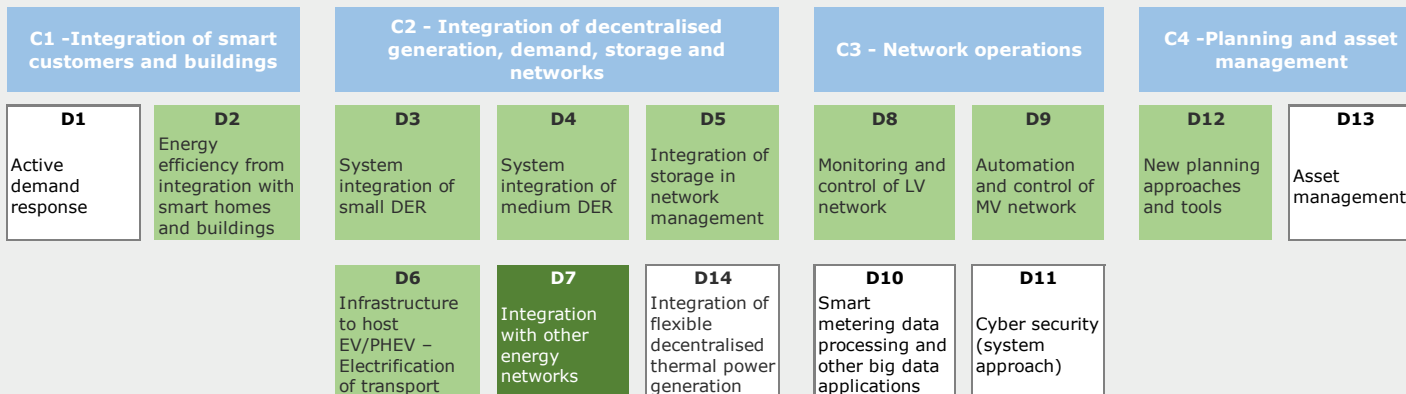 C1 -Integration of smart
customers and buildings
C2 - Integration of decentralised
generation, demand, storage and
networks
C3 - Network operations
C4 -Planning and asset
management
D1
Active
demand
response
D2
Energy
efficiency from
integration with
smart homes
and buildings
D3
System
integration of
small DER
D4
System
integration of
medium DER
D5
Integration of
storage in
network
management
D8
Monitoring and
control of LV
network
D9
Automation
and control of
MV network
D12
New planning
approaches
and tools
D13
Asset
management
D6
Infrastructure
to host
EV/PHEV –
Electrification
of transport
D7
Integration
with other
energy
networks
D14
Integration of
flexible
decentralised
thermal power
generation
D10
Smart
metering data
processing and
other big data
applications
D11
Cyber security
(system
approach)